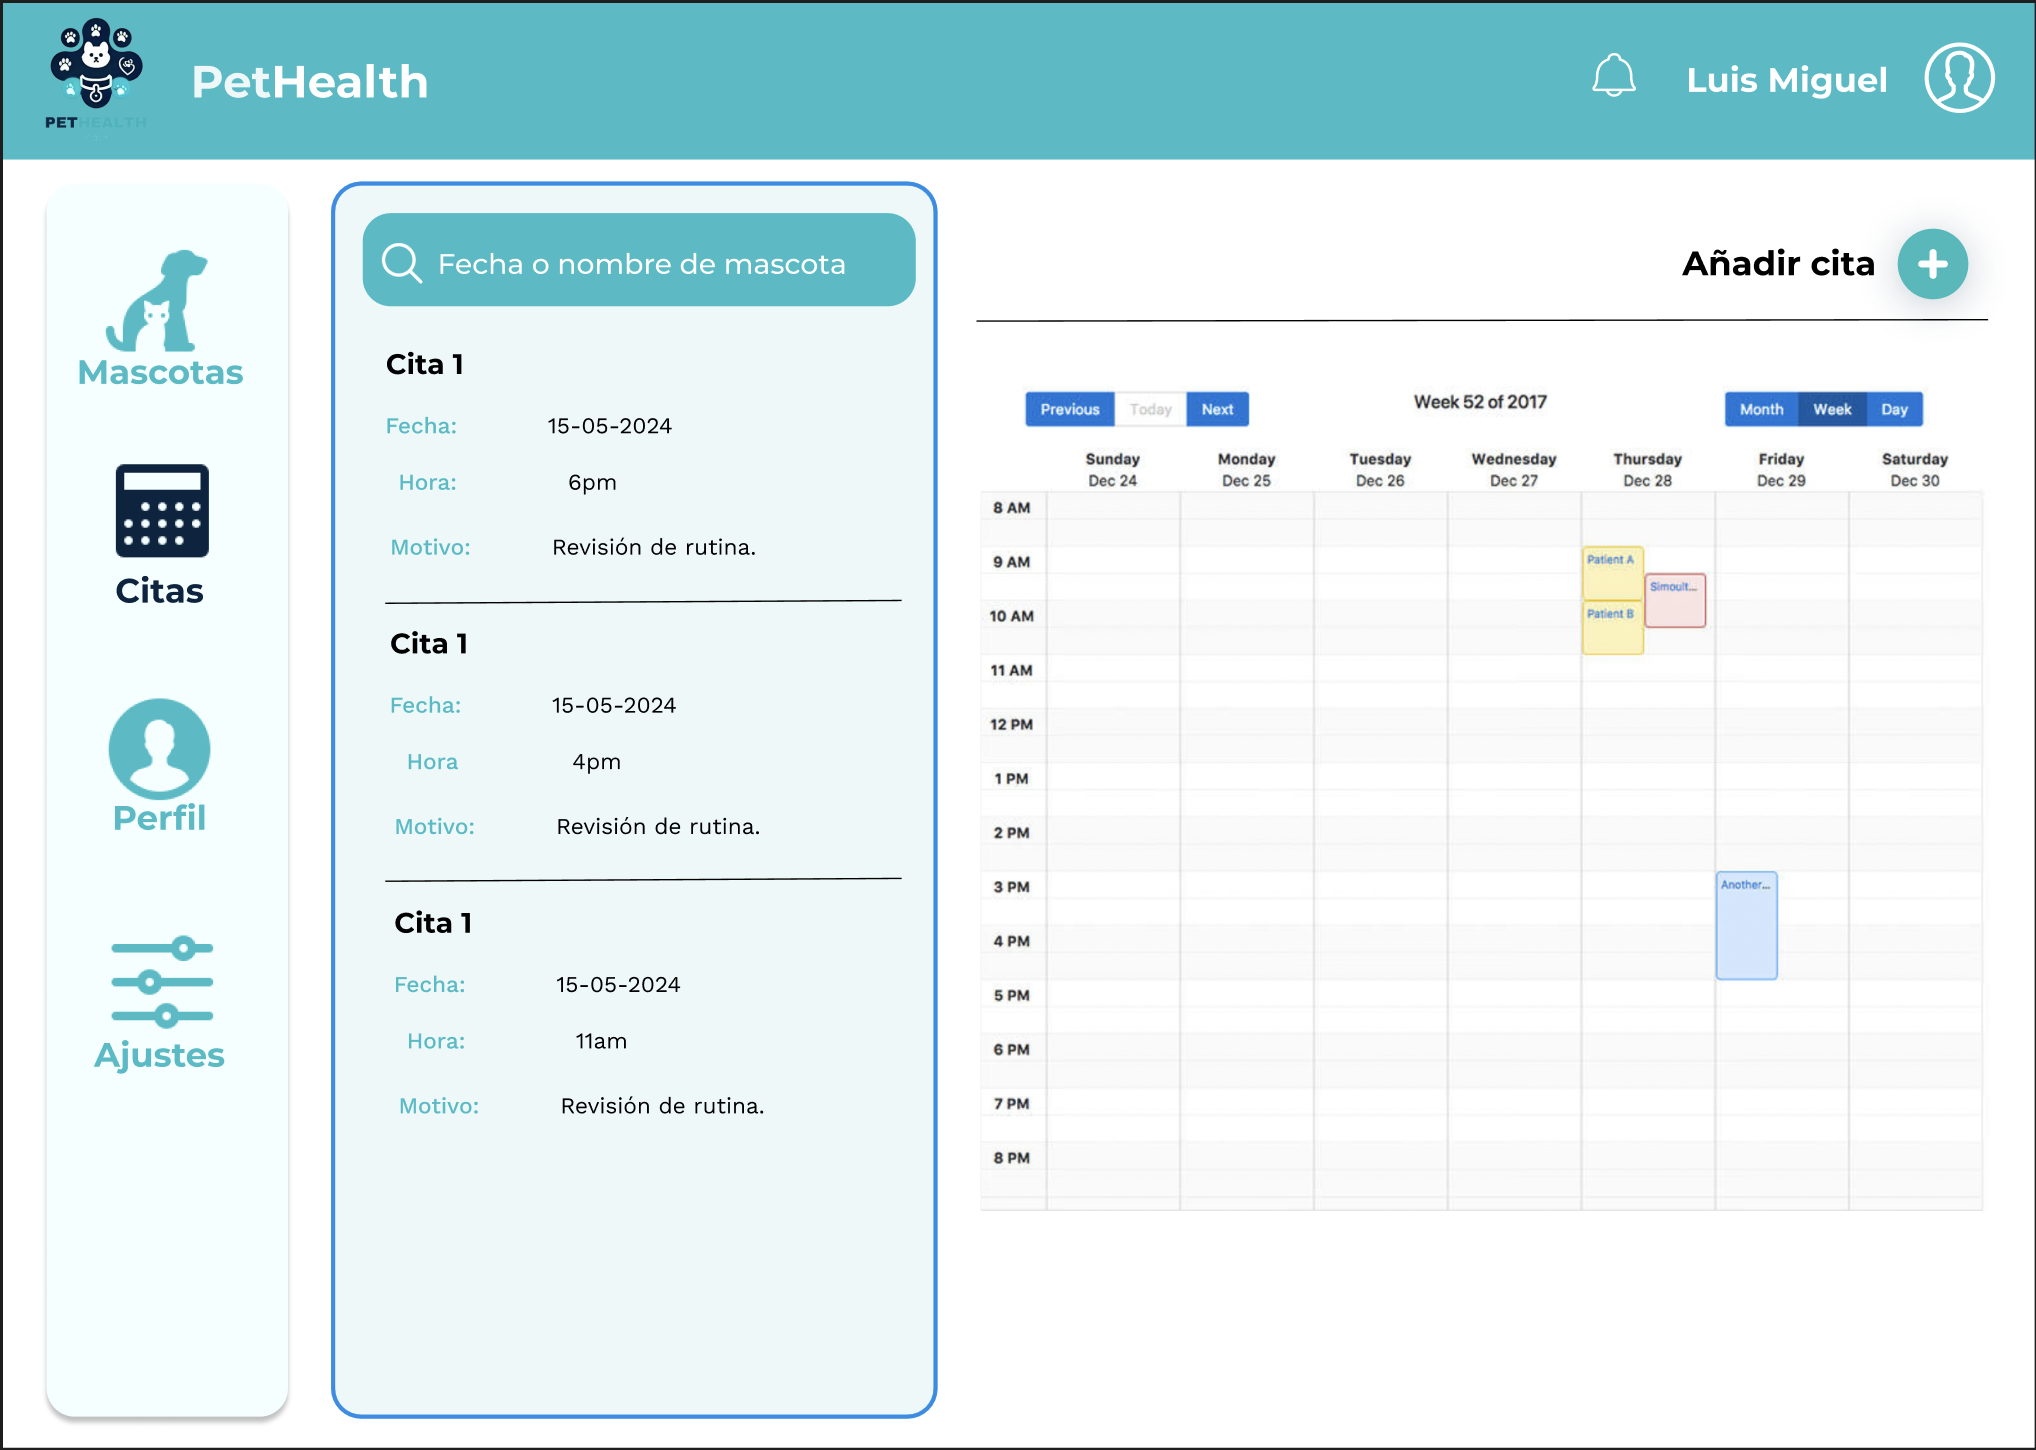 PETHEALTH
PetHealth
Luis Miguel
Mascotas
Citas
Perfil
Ajustes
Fecha o nombre de mascota
Cita 1
Fecha: 15-05-2024
Hora: 6pm
Motivo: Revisión de rutina.
Cita 1
Fecha: 15-05-2024
Hora 4pm
Motivo: Revisión de rutina.
Cita 1
Fecha: 15-05-2024
Hora: 11am
Motivo: Revisión de rutina.
Añadir cita
Previous Today Next
Week 52 of 2017
Month Week Day
Sunday Monday Tuesday Wednesday Thursday Friday Saturday
Dec 24 Dec 25 Dec 26 Dec 27 Dec 28 Dec 29 Dec 30
8 AM
9 AM
Patient A
Simoult...
10 AM
Patient B
11 AM
12 PM
1 PM
2 PM
3 PM
Another...
4 PM
5 PM
6 PM
7 PM
8 PM